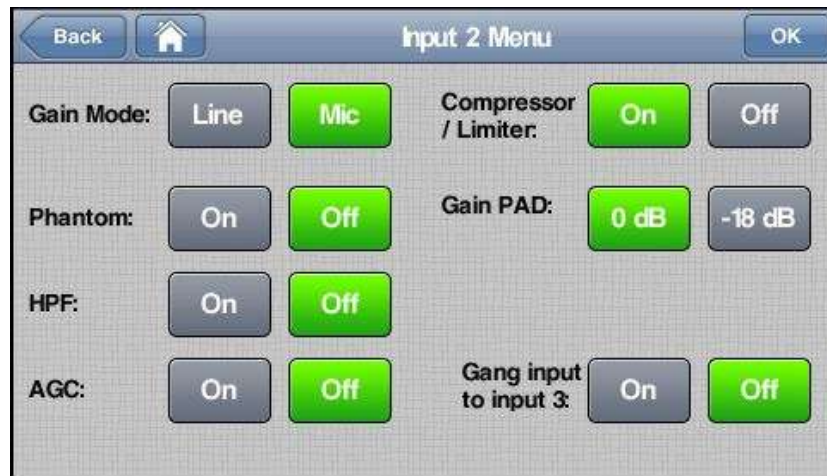 Back
Input 2 Menu
OK
Gain Mode: Line Mic
Compressor
/ Limiter: On Off
Phantom: On Off
Gain PAD: 0 dB -18 dB
HPF: On Off
AGC: On Off
Gang input
to input 3: On Off